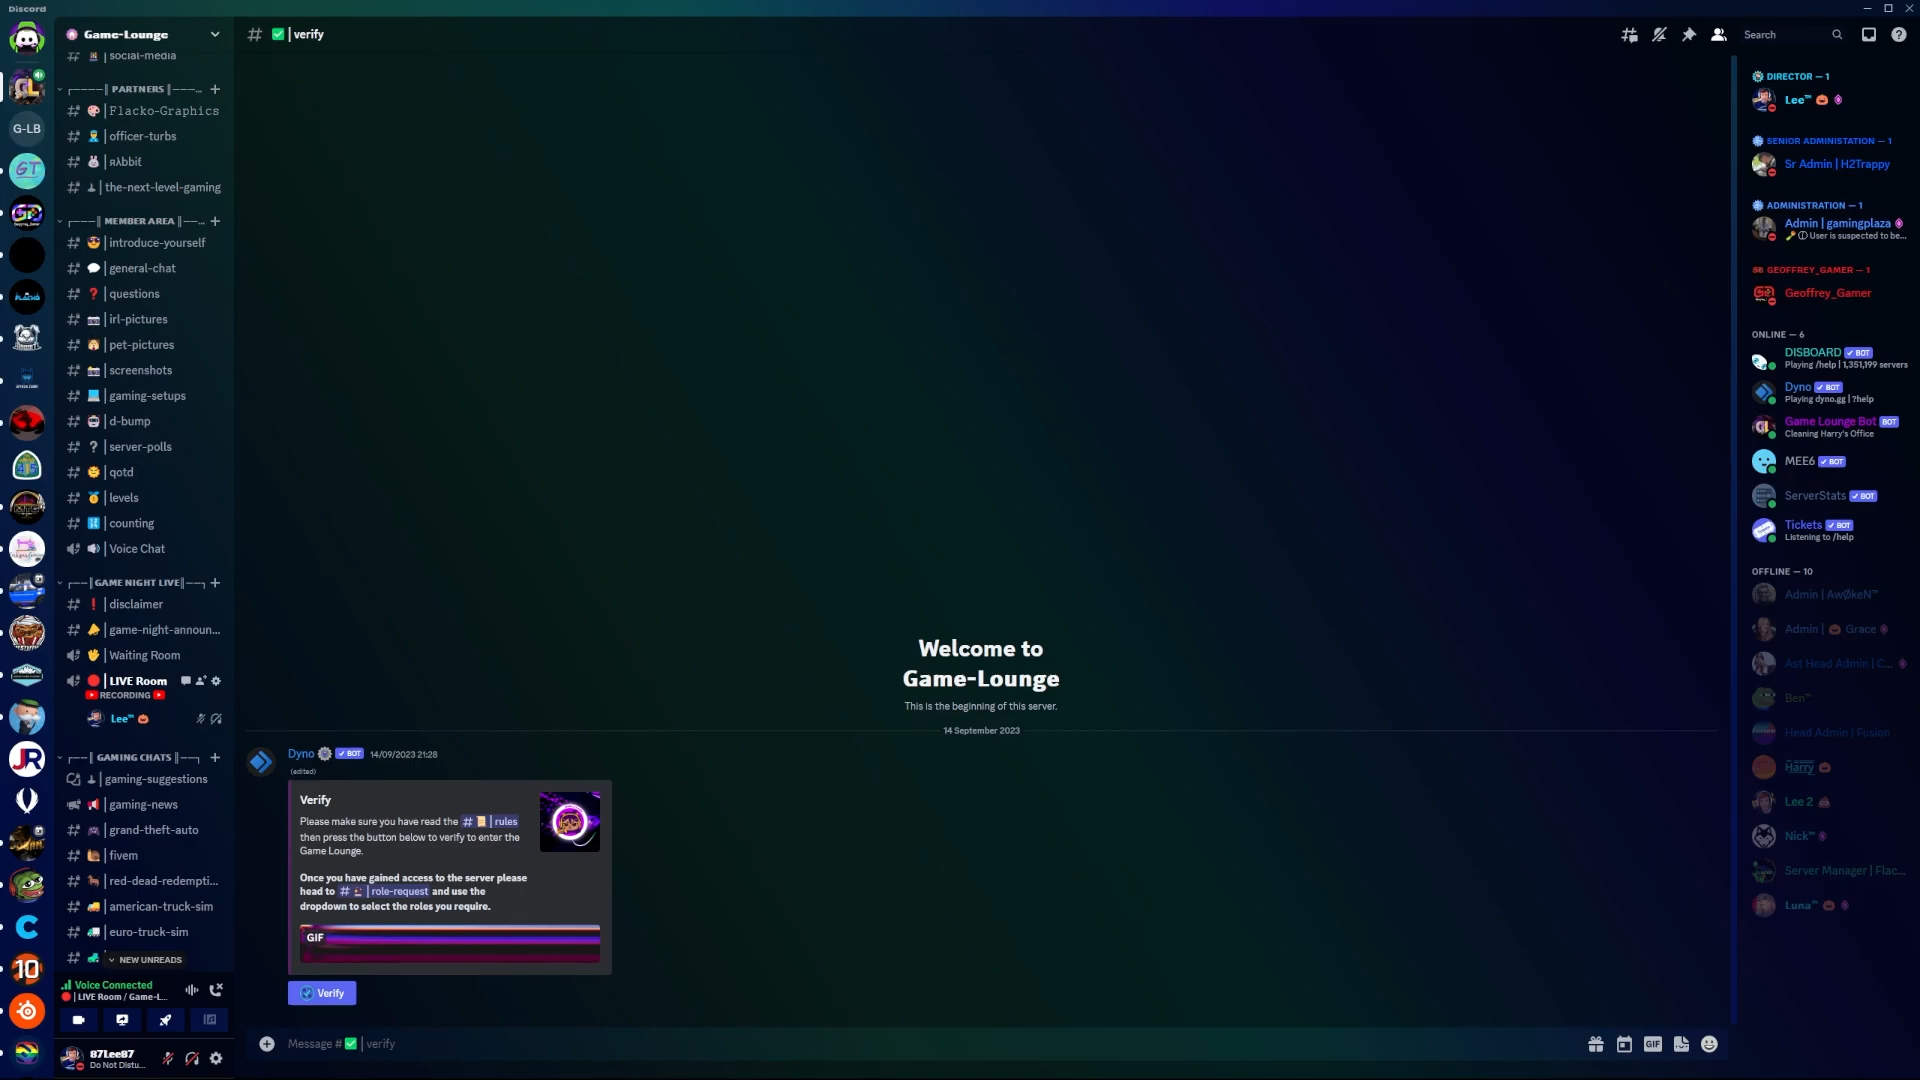 Discord
Game-Lounge
social-media
PARTNERS
Flacko-Graphics
officer-turbs
яλbbiť
the-next-level-gaming
MEMBER AREA
introduce-yourself
general-chat
questions
irl-pictures
pet-pictures
screenshots
gaming-setups
d-bump
server-polls
qotd
levels
counting
Voice Chat
GAME NIGHT LIVE
disclaimer
game-night-announ...
Waiting Room
LIVE Room
RECORDING
Lee™
GAMING CHATS
gaming-suggestions
gaming-news
grand-theft-auto
fivem
red-dead-redempti...
american-truck-sim
euro-truck-sim
NEW UNREADS
Voice Connected
LIVE Room / Game-L...
87Lee87
Do Not Distu...
G-LB
GT
JR
10
# ✅ | verify
Search
Welcome to
Game-Lounge
This is the beginning of this server.
14 September 2023
Dyno BOT 14/09/2023 21:28
(edited)
Verify
Please make sure you have read the # | rules
then press the button below to verify to enter the
Game Lounge.
Once you have gained access to the server please
head to # | role-request and use the
dropdown to select the roles you require.
GIF
Verify
Message # ✅ | verify
GIF
DIRECTOR — 1
Lee™
SENIOR ADMINISTATION — 1
Sr Admin | H2Trappy
ADMINISTRATION — 1
Admin | gamingplaza
User is suspected to be...
GEOFFREY_GAMER — 1
Geoffrey_Gamer
ONLINE — 6
DISBOARD BOT
Playing /help | 1,351,199 servers
Dyno BOT
Playing dyno.gg | ?help
Game Lounge Bot BOT
Cleaning Harry's Office
MEE6 BOT
ServerStats BOT
Tickets BOT
Listening to /help
OFFLINE — 10
Admin | AwØkeN™
Admin | Grace
Ast Head Admin | C...
Ben™
Head Admin | Fusion
Harry
Lee 2
Nick™
Server Manager | Flac...
Luna™